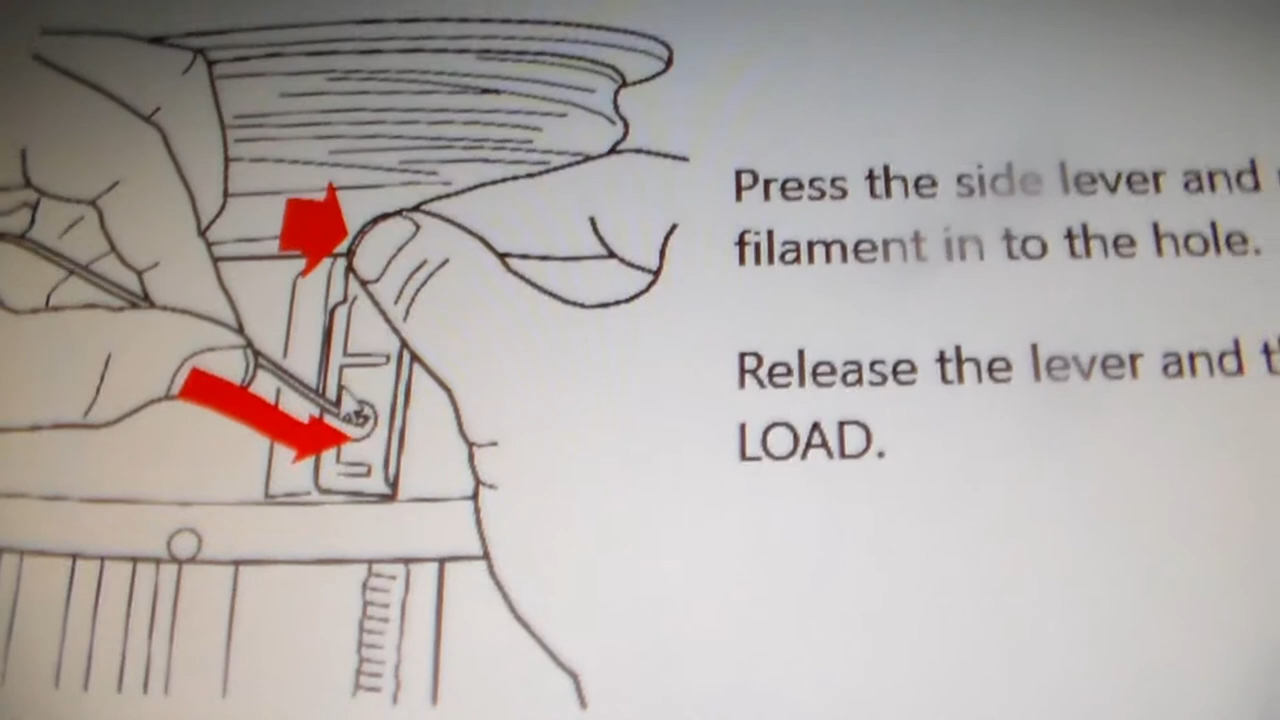 Press the side lever and
filament in to the hole.
Release the lever and
LOAD.